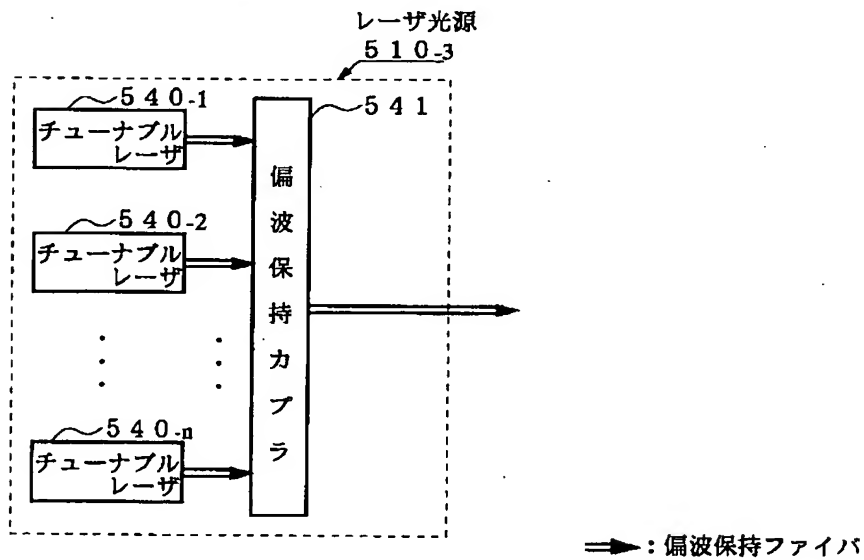 レーザ光源
510-3
540-1
チューナブル
レーザ
541
偏波保持カプラ
540-2
チューナブル
レーザ
540-n
チューナブル
レーザ
:偏波保持ファイバ